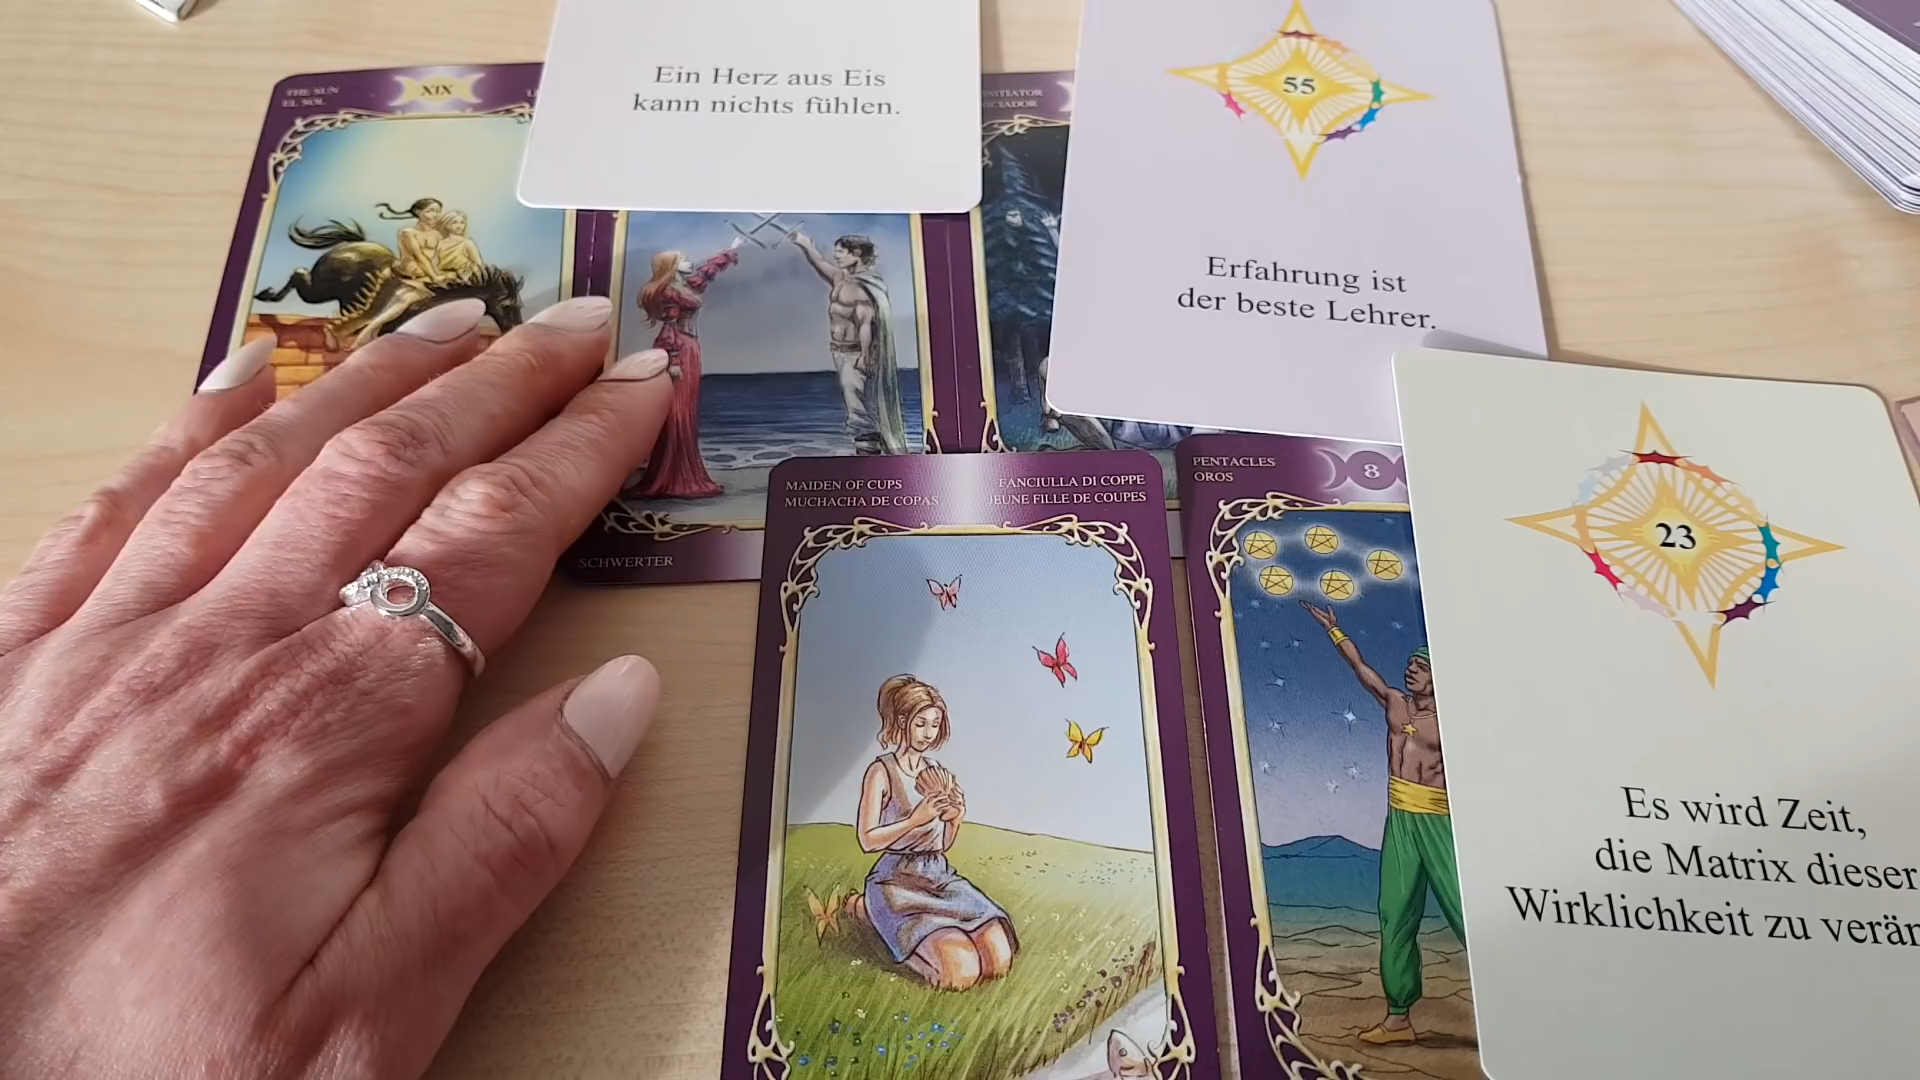 THE SUN
EL SOL
XIX
Ein Herz aus Eis
kann nichts fühlen.
55
Erfahrung ist
der beste Lehrer.
SCHWERTER
MAIDEN OF CUPS
MUCHACHA DE COPAS
FANCIULLA DI COPPE
JEUNE FILLE DE COUPES
PENTACLES
OROS
8
23
Es wird Zeit,
die Matrix dieser
Wirklichkeit zu